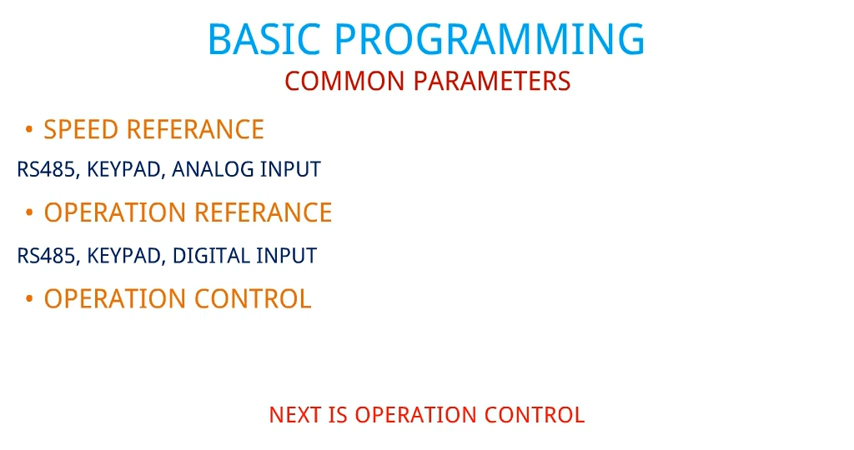 BASIC PROGRAMMING
COMMON PARAMETERS
• SPEED REFERANCE
RS485, KEYPAD, ANALOG INPUT
• OPERATION REFERANCE
RS485, KEYPAD, DIGITAL INPUT
• OPERATION CONTROL
NEXT IS OPERATION CONTROL